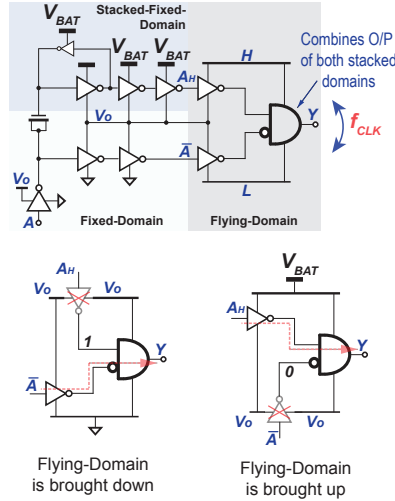 Stacked-Fixed-
Domain
V_BAT
V_BAT
V_BAT
V_BAT
A_H
H
Combines O/P
of both stacked
domains
Y
V_O
f_CLK
A̅
V_O
L
A
Fixed-Domain
Flying-Domain
A_H
V_O
V_O
1
Y
A̅
V_BAT
A_H
Y
0
V_O
V_O
A̅
Flying-Domain
is brought down
Flying-Domain
is brought up